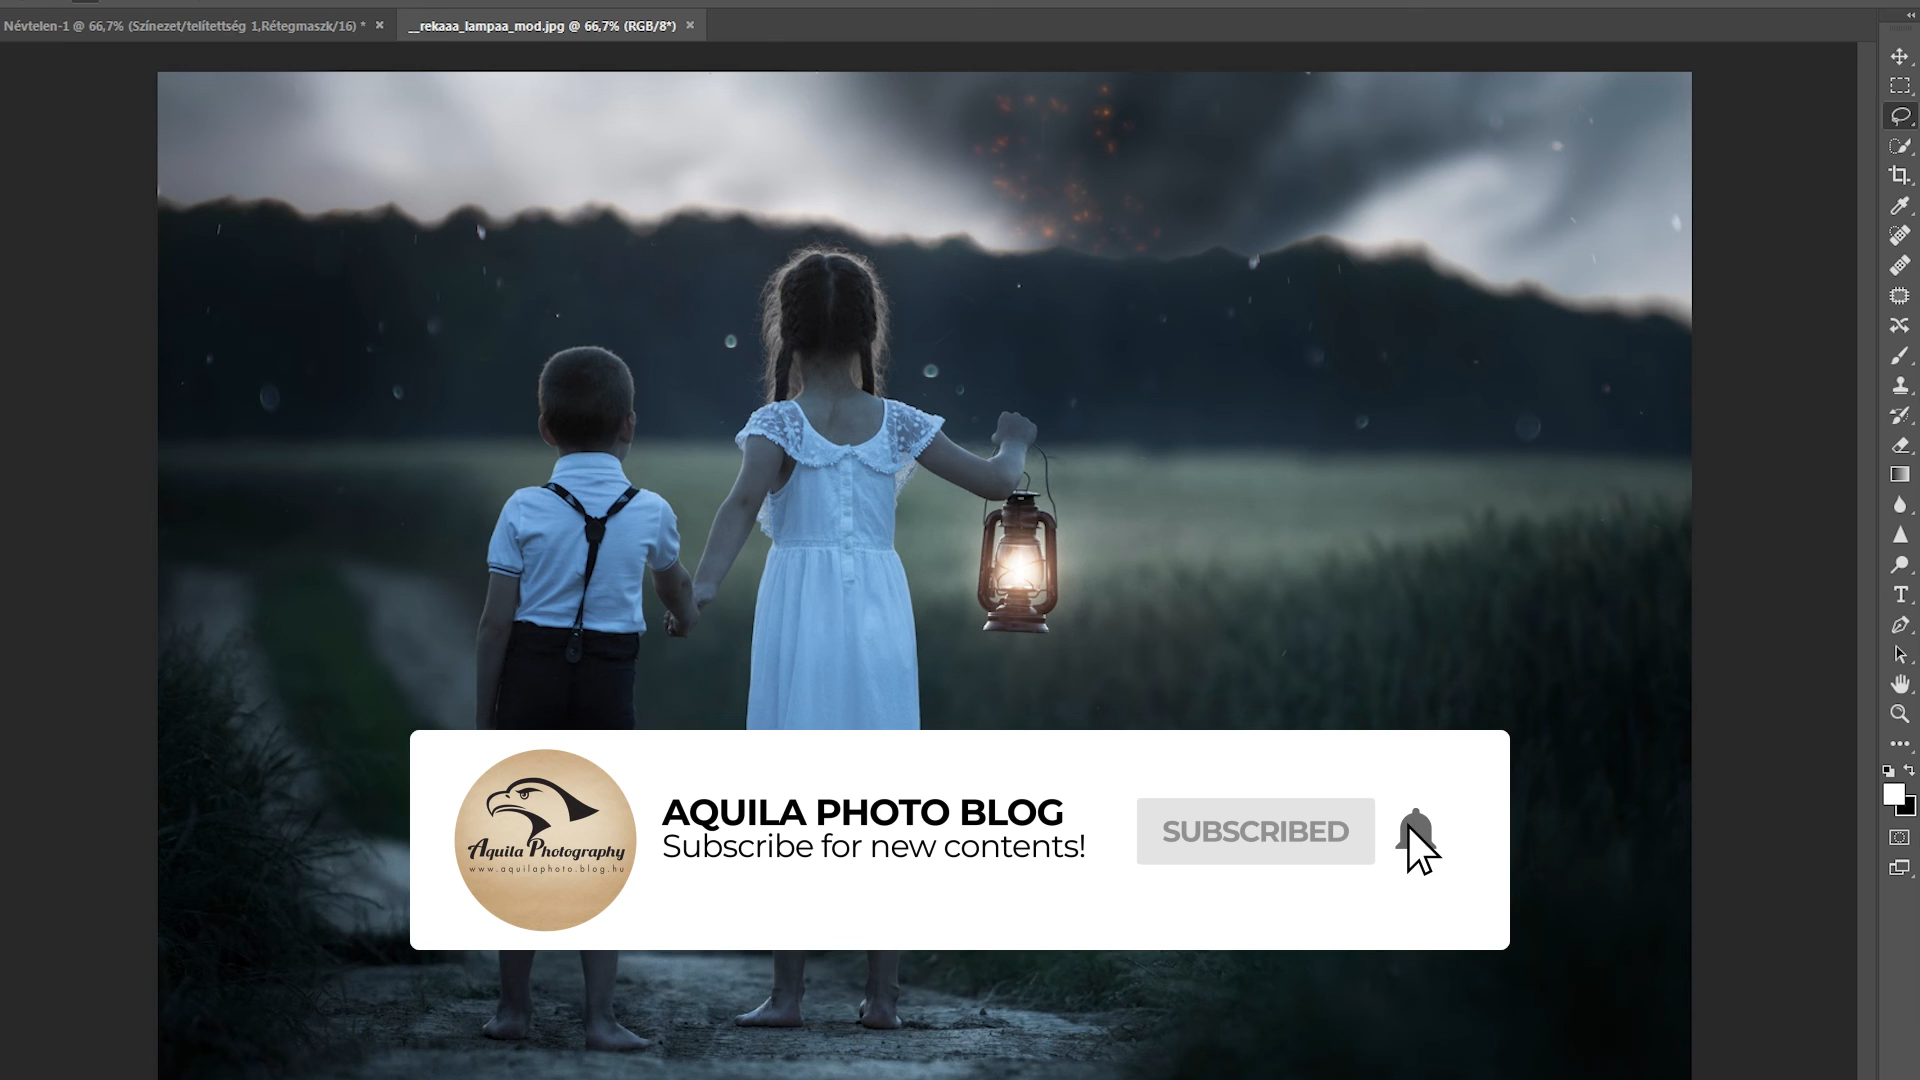 Névtelen-1 @ 66,7% (Színezet/telítettség 1,Rétegmaszk/16) *
__rekaaa_lampaa_mod.jpg @ 66,7% (RGB/8*)
AQUILA PHOTO BLOG
Subscribe for new contents!
SUBSCRIBED
Aquila Photography
www.aquilaphoto.blog.hu